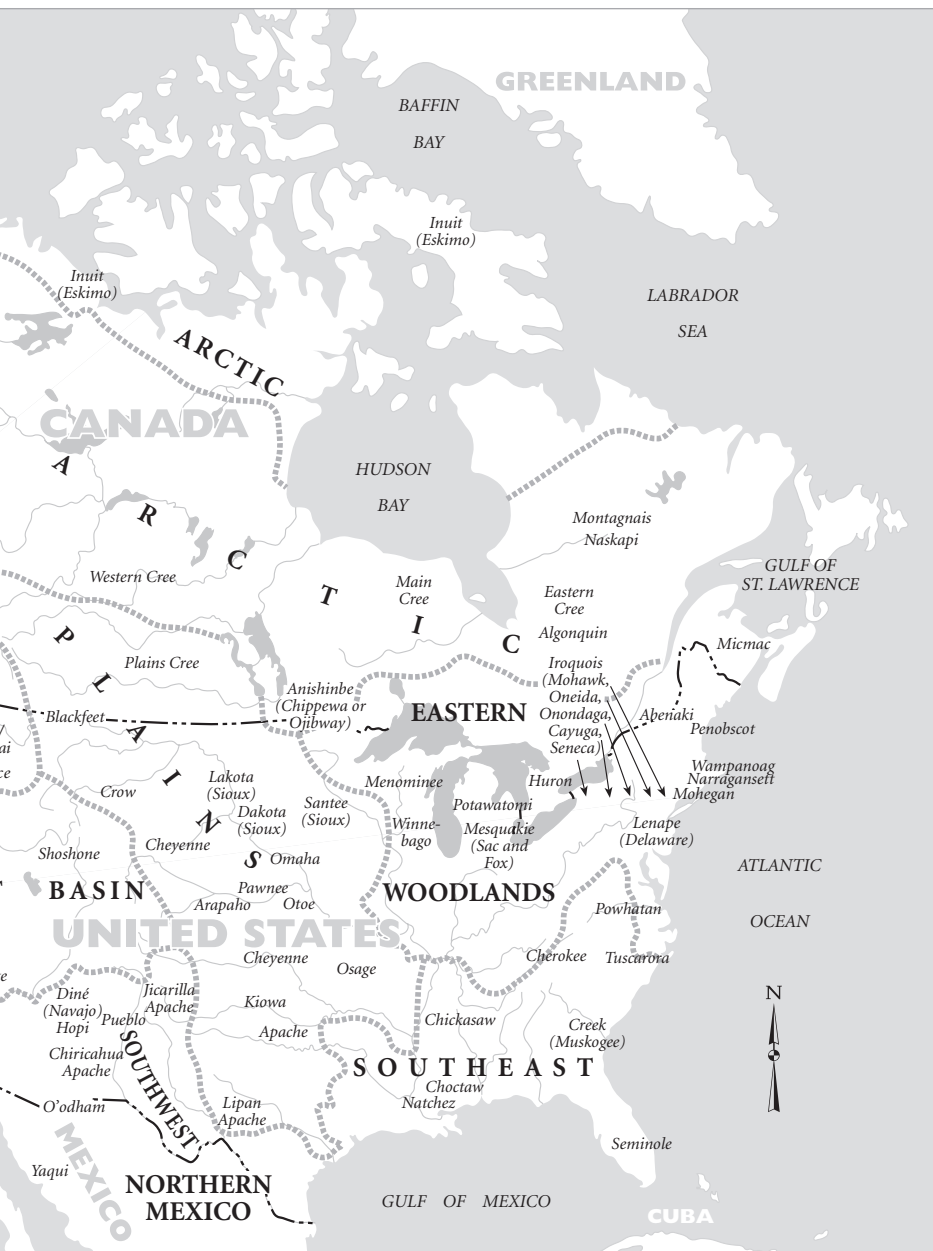 GREENLAND
BAFFIN
BAY
Inuit
(Eskimo)
Inuit
(Eskimo)
LABRADOR
SEA
ARCTIC
CANADA
HUDSON
BAY
A R C T I C
Montagnais
Naskapi
GULF OF
ST. LAWRENCE
Western Cree
Main
Cree
Eastern
Cree
Algonquin
Micmac
P L A I N S
Plains Cree
Iroquois
(Mohawk,
Oneida,
Onondaga,
Cayuga,
Seneca)
Anishinbe
(Chippewa or
Ojibway)
EASTERN
Blackfeet
Abenaki
Penobscot
ai
ce
Wampanoag
Narragansett
Mohegan
Crow
Lakota
(Sioux)
Dakota
(Sioux)
Santee
(Sioux)
Menominee
Huron
Potawatomi
Winne-
bago
Mesquakie
(Sac and
Fox)
Lenape
(Delaware)
Cheyenne
Shoshone
Omaha
ATLANTIC
OCEAN
BASIN
Pawnee
Arapaho
Otoe
WOODLANDS
Powhatan
UNITED STATES
Cheyenne
Osage
Cherokee
Tuscarora
Diné
(Navajo)
Hopi
Pueblo
Jicarilla
Apache
Kiowa
Apache
Chickasaw
Creek
(Muskogee)
N
Chiricahua
Apache
SOUTHWEST
SOUTHEAST
Choctaw
Natchez
O'odham
Lipan
Apache
Seminole
MEXICO
Yaqui
NORTHERN
MEXICO
GULF OF MEXICO
CUBA